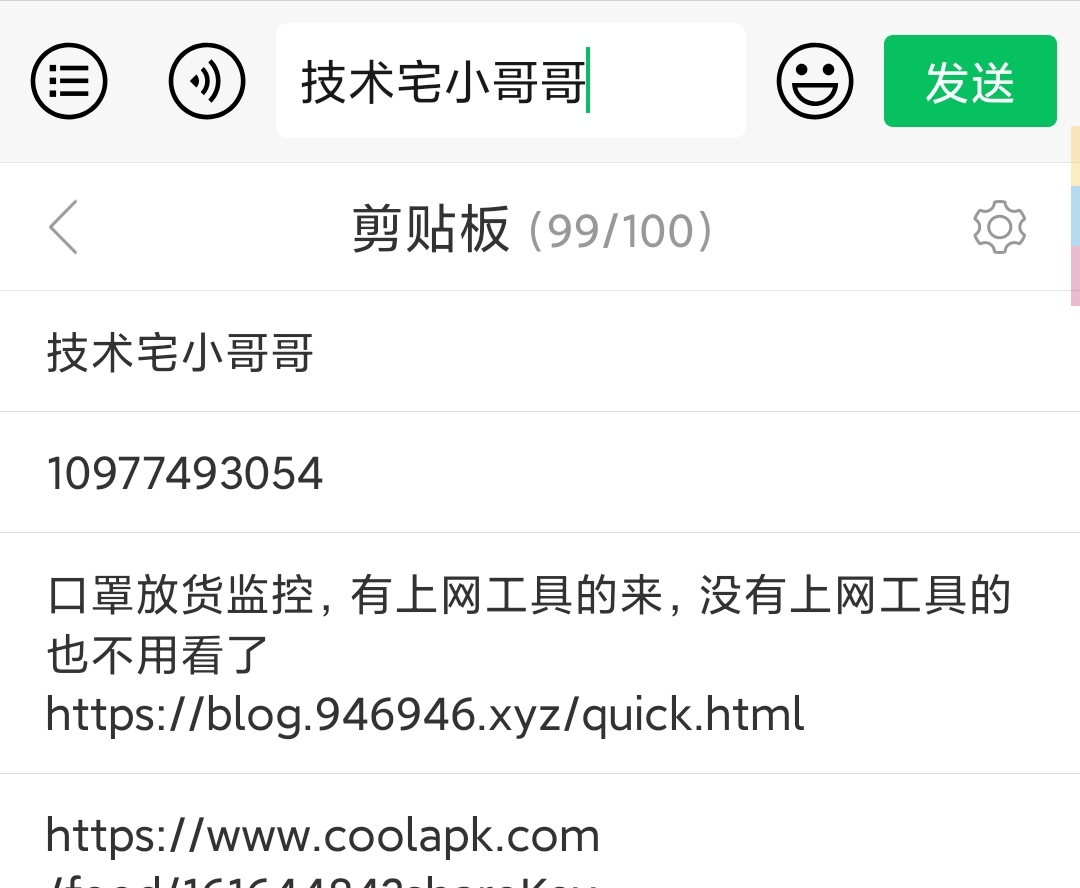 技术宅小哥哥
发送
剪贴板 (99/100)
技术宅小哥哥
10977493054
口罩放货监控，有上网工具的来，没有上网工具的
也不用看了
https://blog.946946.xyz/quick.html
https://www.coolapk.com